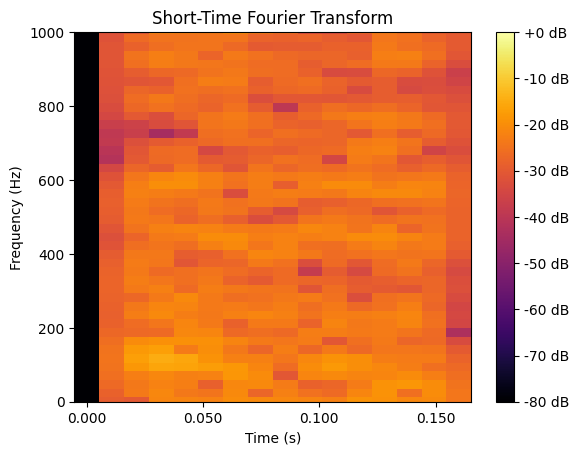 Short-Time Fourier Transform
1000
800
600
400
200
0
Frequency (Hz)
0.000
0.050
0.100
0.150
Time (s)
+0 dB
-10 dB
-20 dB
-30 dB
-40 dB
-50 dB
-60 dB
-70 dB
-80 dB